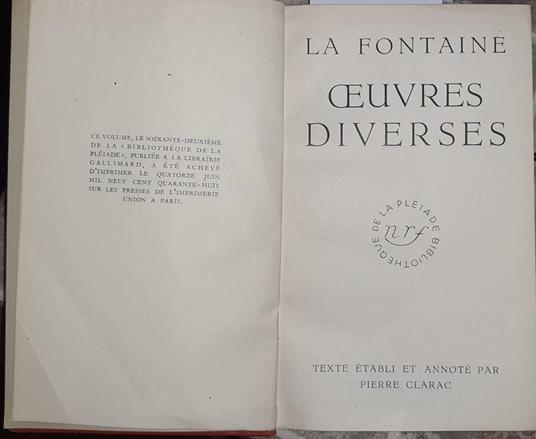 CE VOLUME, LE SOIXANTE-DEUXIÈME
DE LA « BIBLIOTHÈQUE DE LA
PLÉIADE », PUBLIÉE A LA LIBRAIRIE
GALLIMARD, A ÉTÉ ACHEVÉ
D'IMPRIMER LE QUATORZE JUIN
MIL NEUF CENT QUARANTE-HUIT
SUR LES PRESSES DE L'IMPRIMERIE
UNION A PARIS.
LA FONTAINE
ŒUVRES
DIVERSES
BIBLIOTHÈQUE DE LA PLEIADE
nrf
TEXTE ÉTABLI ET ANNOTÉ PAR
PIERRE CLARAC